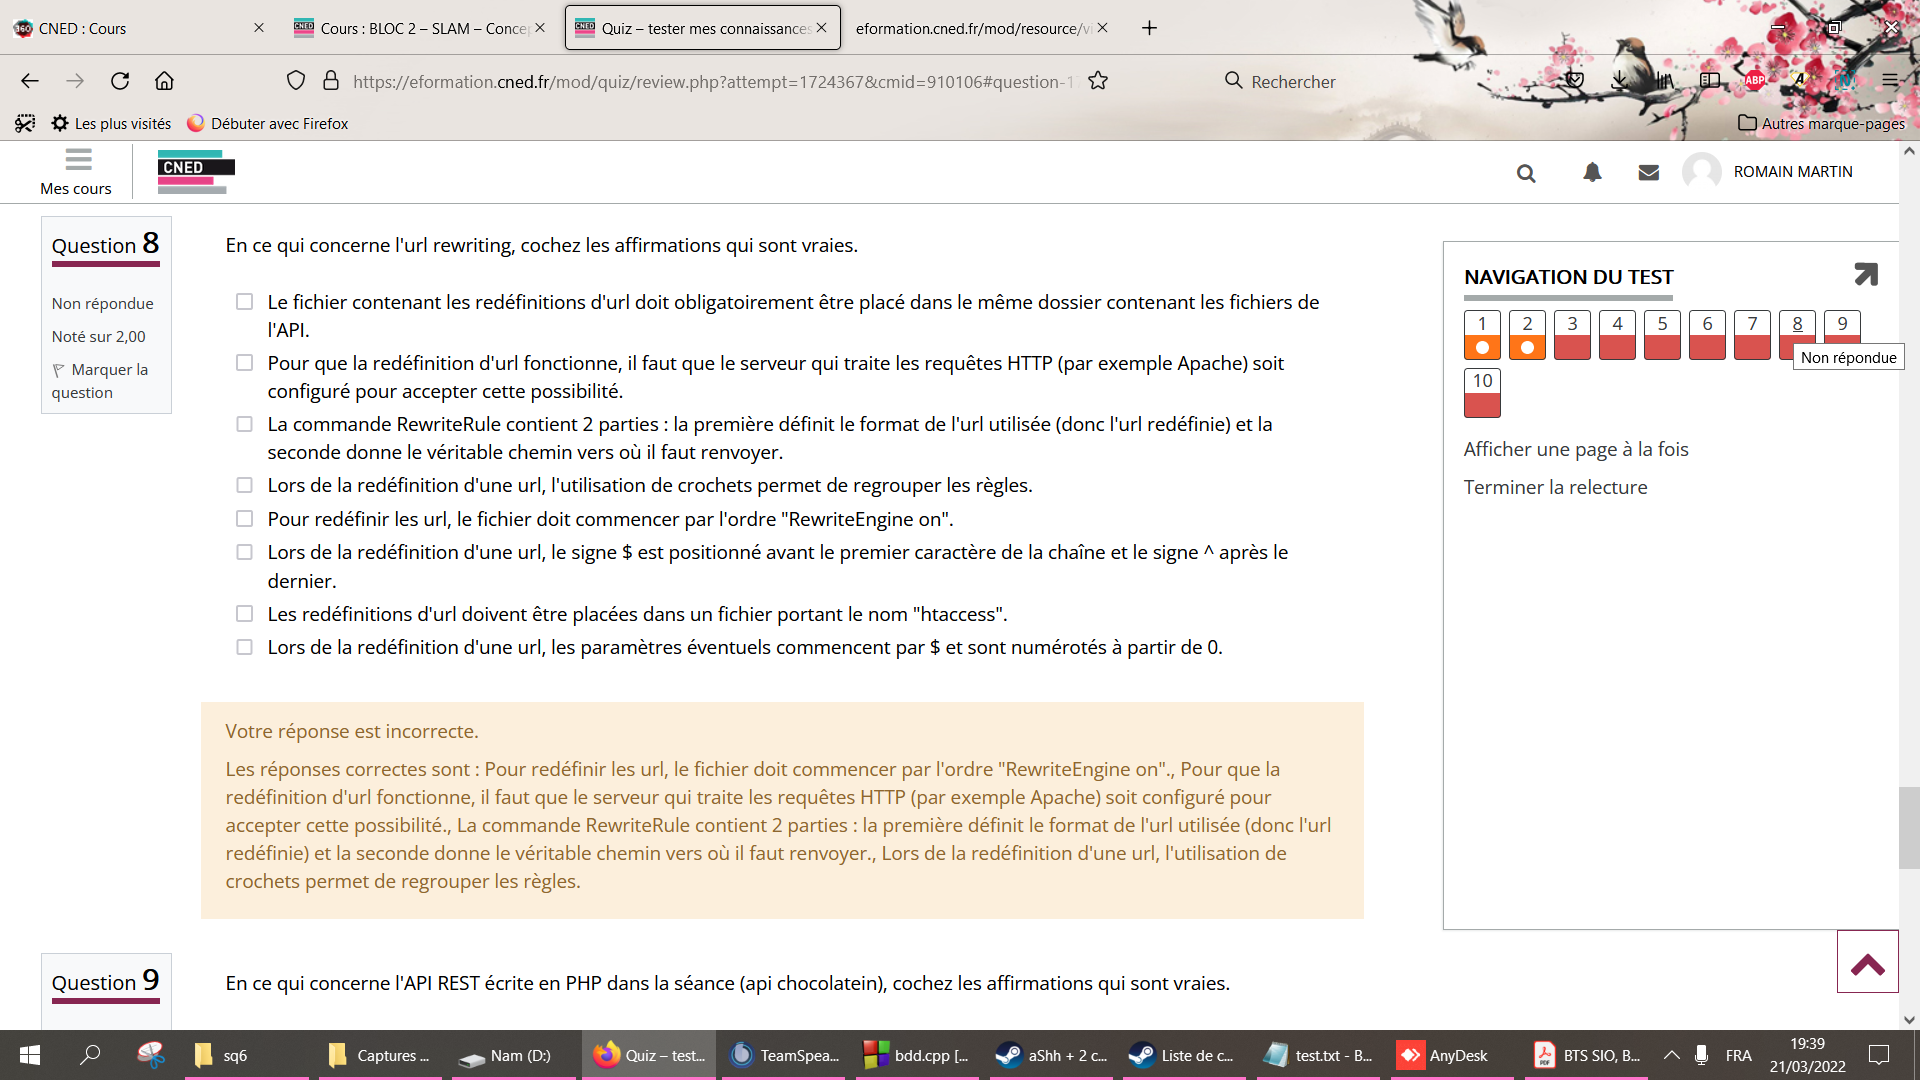 CNED : Cours
Cours : BLOC 2 – SLAM – Conce
Quiz – tester mes connaissances
eformation.cned.fr/mod/resource/vi
https://eformation.cned.fr/mod/quiz/review.php?attempt=1724367&cmid=910106#question-1
Rechercher
ABP
Les plus visités
Débuter avec Firefox
Autres marque-pages
Mes cours
CNED
ROMAIN MARTIN
Question 8
Non répondue
Noté sur 2,00
Marquer la
question
En ce qui concerne l'url rewriting, cochez les affirmations qui sont vraies.
Le fichier contenant les redéfinitions d'url doit obligatoirement être placé dans le même dossier contenant les fichiers de
l'API.
Pour que la redéfinition d'url fonctionne, il faut que le serveur qui traite les requêtes HTTP (par exemple Apache) soit
configuré pour accepter cette possibilité.
La commande RewriteRule contient 2 parties : la première définit le format de l'url utilisée (donc l'url redéfinie) et la
seconde donne le véritable chemin vers où il faut renvoyer.
Lors de la redéfinition d'une url, l'utilisation de crochets permet de regrouper les règles.
Pour redéfinir les url, le fichier doit commencer par l'ordre "RewriteEngine on".
Lors de la redéfinition d'une url, le signe $ est positionné avant le premier caractère de la chaîne et le signe ^ après le
dernier.
Les redéfinitions d'url doivent être placées dans un fichier portant le nom "htaccess".
Lors de la redéfinition d'une url, les paramètres éventuels commencent par $ et sont numérotés à partir de 0.
Votre réponse est incorrecte.
Les réponses correctes sont : Pour redéfinir les url, le fichier doit commencer par l'ordre "RewriteEngine on"., Pour que la
redéfinition d'url fonctionne, il faut que le serveur qui traite les requêtes HTTP (par exemple Apache) soit configuré pour
accepter cette possibilité., La commande RewriteRule contient 2 parties : la première définit le format de l'url utilisée (donc l'url
redéfinie) et la seconde donne le véritable chemin vers où il faut renvoyer., Lors de la redéfinition d'une url, l'utilisation de
crochets permet de regrouper les règles.
NAVIGATION DU TEST
1 2 3 4 5 6 7 8 9
Non répondue
10
Afficher une page à la fois
Terminer la relecture
Question 9
En ce qui concerne l'API REST écrite en PHP dans la séance (api chocolatein), cochez les affirmations qui sont vraies.
sq6
Captures ...
Nam (D:)
Quiz – test...
TeamSpea...
bdd.cpp [...
aShh + 2 c...
Liste de c...
test.txt - B...
AnyDesk
BTS SIO, B...
FRA
19:39
21/03/2022